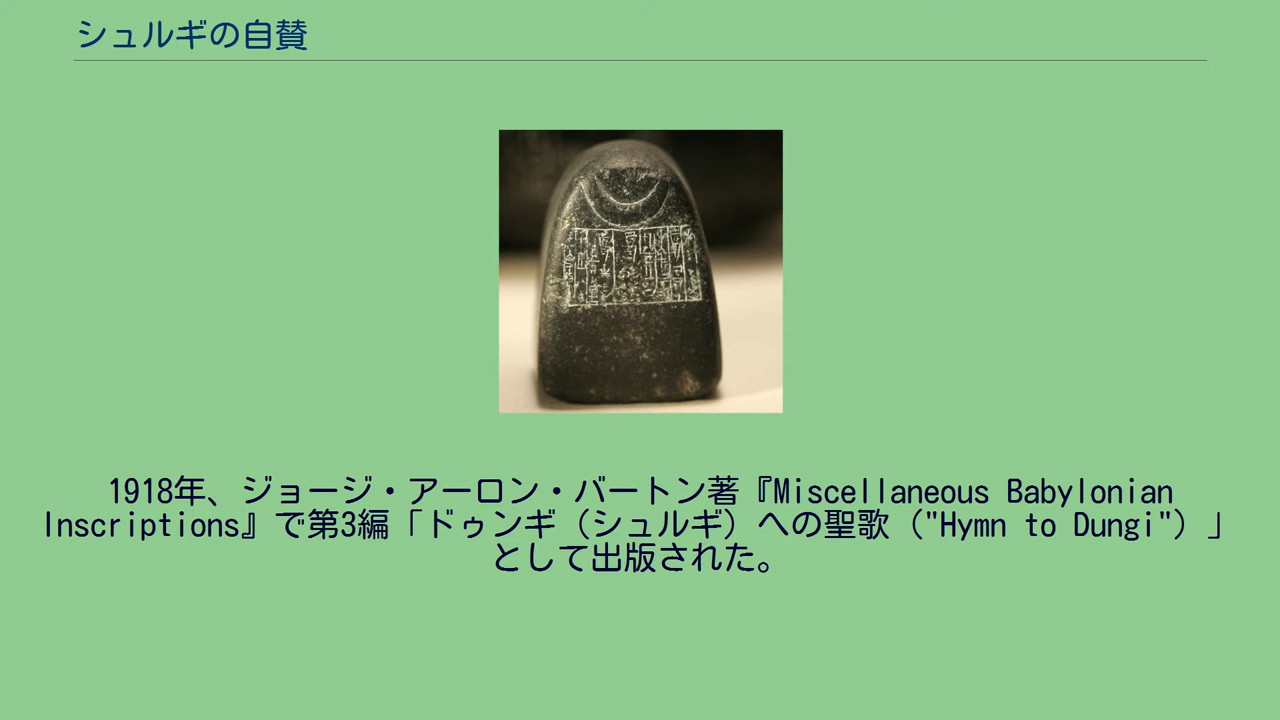 シュルギの自賛
1918年、ジョージ・アーロン・バートン著『Miscellaneous Babylonian
Inscriptions』で第3編「ドゥンギ（シュルギ）への聖歌（"Hymn to Dungi"）」
として出版された。